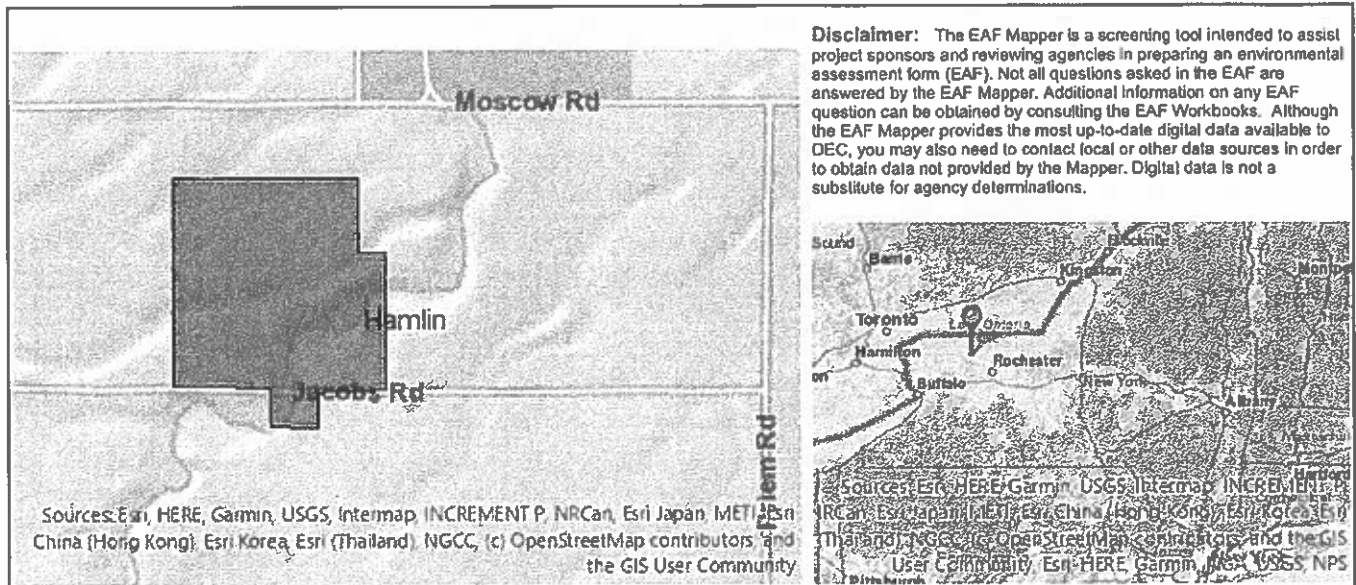 Disclaimer: The EAF Mapper is a screening tool intended to assist
project sponsors and reviewing agencies in preparing an environmental
assessment form (EAF). Not all questions asked in the EAF are
answered by the EAF Mapper. Additional information on any EAF
question can be obtained by consulting the EAF Workbooks. Although
the EAF Mapper provides the most up-to-date digital data available to
DEC, you may also need to contact local or other data sources in order
to obtain data not provided by the Mapper. Digital data is not a
substitute for agency determinations.
Moscow Rd
Hamlin
Jacobs Rd
Sources: Esri, HERE, Garmin, USGS, Intermap, INCREMENT P, NRCan, Esri Japan, METI, Esri
China (Hong Kong), Esri Korea, Esri (Thailand), NGCC, (c) OpenStreetMap contributors, and
the GIS User Community
Sound
Barrie
Kingston
Toronto
Hamilton
Rochester
Buffalo
New York
Albany
Sources: Esri, HERE, Garmin, USGS, Intermap, INCREMENT P,
NRCan, Esri Japan, METI, Esri China (Hong Kong), Esri Korea, Esri
(Thailand), NGCC, (c) OpenStreetMap contributors, and the GIS
User Community, Esri, HERE, Garmin, NGA, USGS, NPS
Pittsburgh